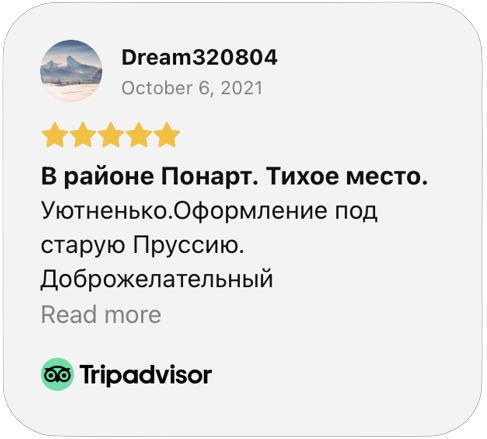 Dream320804
October 6, 2021
В районе Понарт. Тихое место.
Уютненько.Оформление под
старую Пруссию.
Доброжелательный
Read more
Tripadvisor